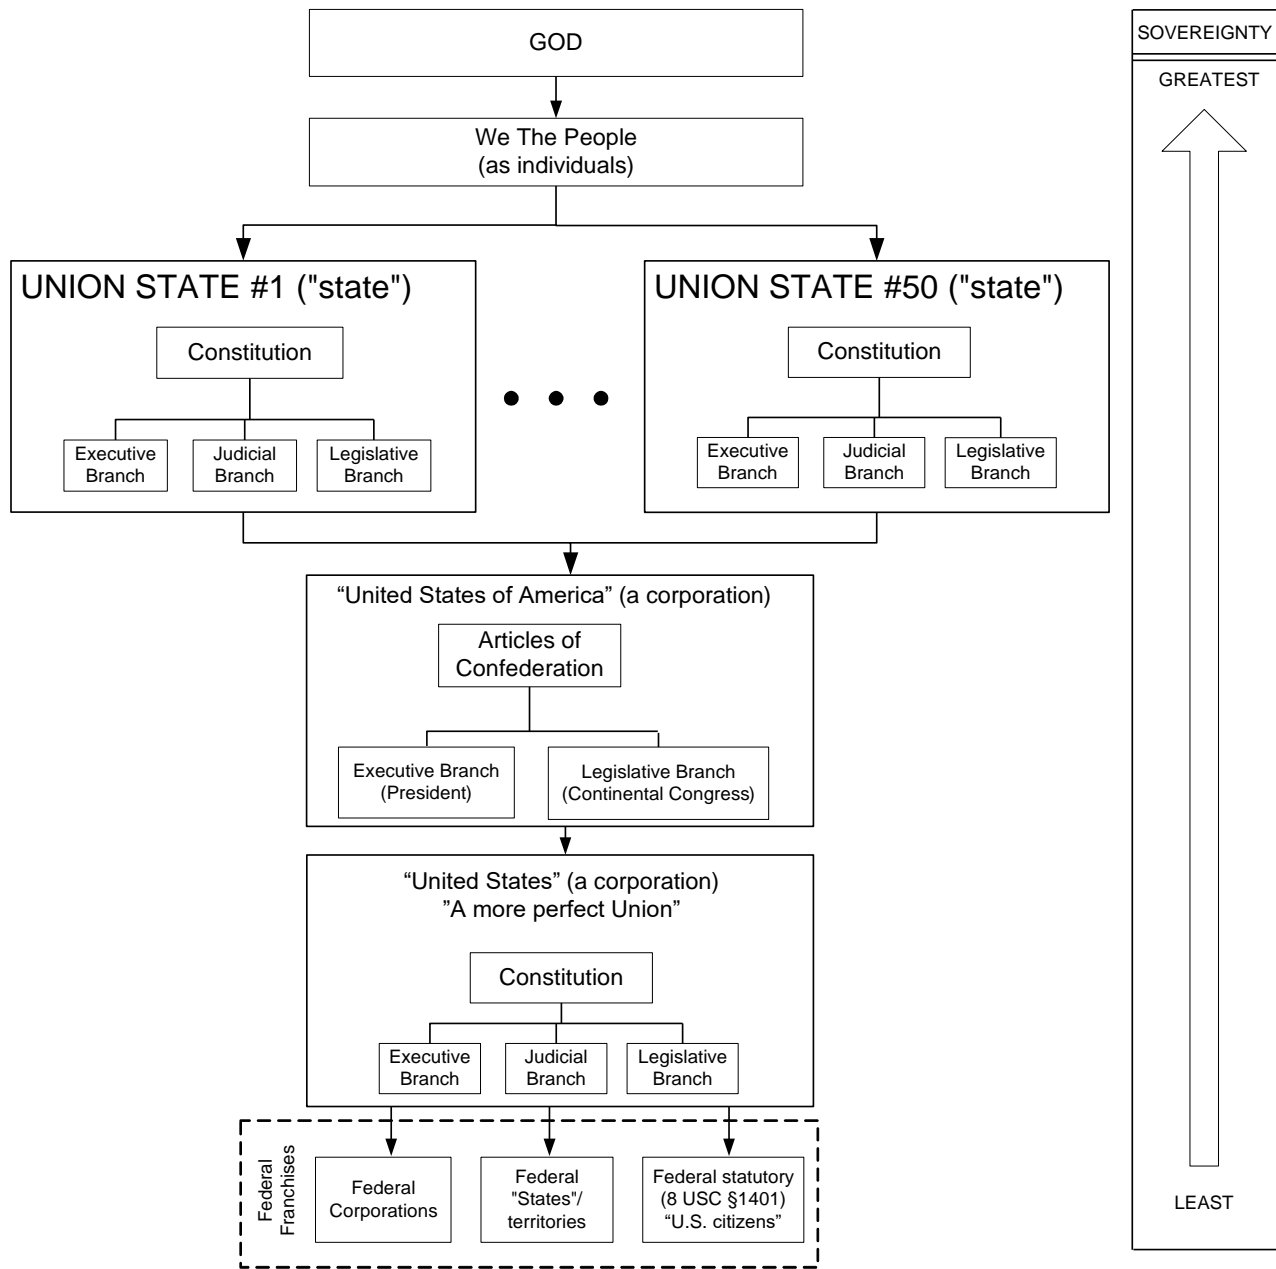 GOD
SOVEREIGNTY
GREATEST
We The People
(as individuals)
UNION STATE #1 ("state")
Constitution
Executive
Branch
Judicial
Branch
Legislative
Branch
UNION STATE #50 ("state")
Constitution
Executive
Branch
Judicial
Branch
Legislative
Branch
“United States of America” (a corporation)
Articles of
Confederation
Executive Branch
(President)
Legislative Branch
(Continental Congress)
“United States” (a corporation)
”A more perfect Union”
Constitution
Executive
Branch
Judicial
Branch
Legislative
Branch
Federal
Franchises
Federal
Corporations
Federal
"States"/
territories
Federal statutory
(8 USC §1401)
“U.S. citizens”
LEAST